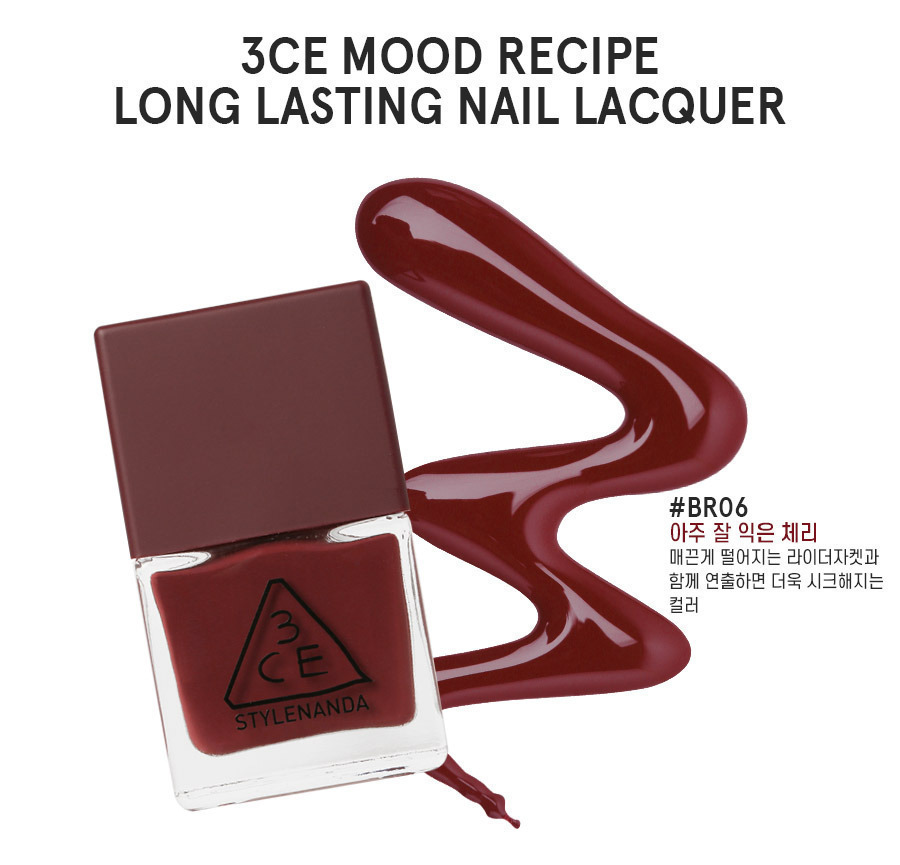 3CE MOOD RECIPE
LONG LASTING NAIL LACQUER
#BR06
아주 잘 익은 체리
매끈게 떨어지는 라이더자켓과
함께 연출하면 더욱 시크해지는
컬러
3
CE
STYLENANDA